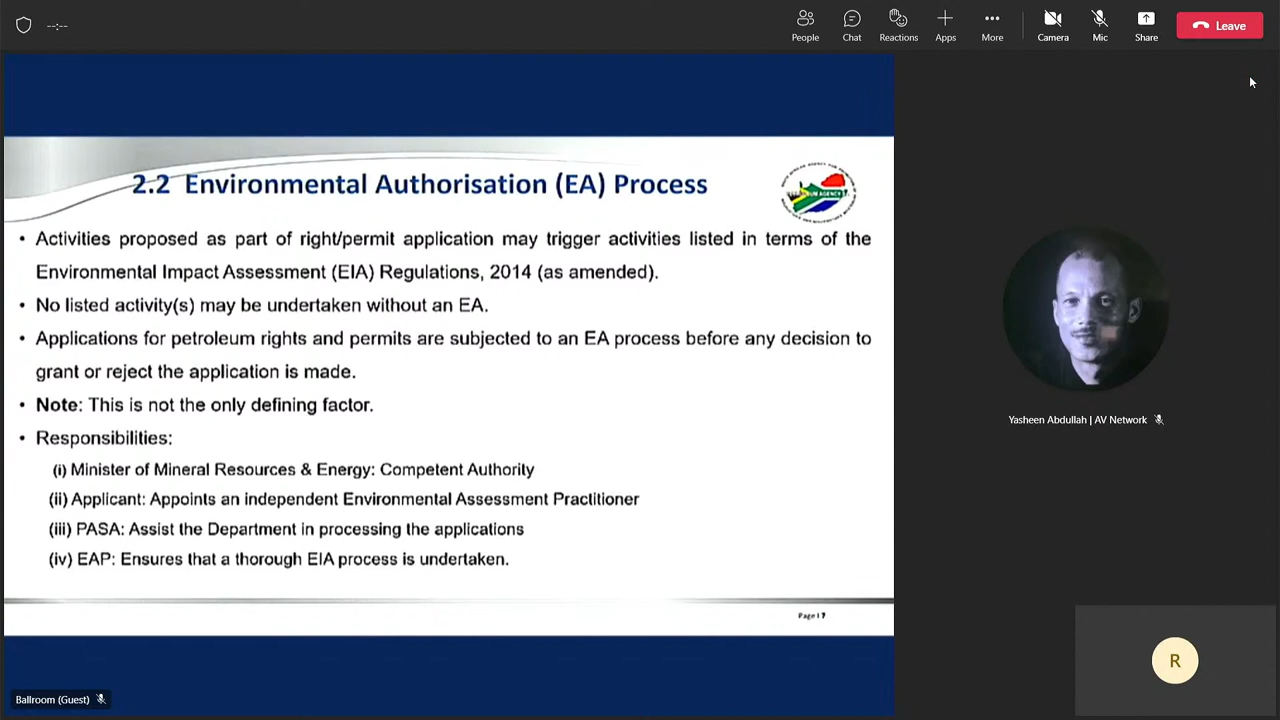 --:--
People
Chat
Reactions
Apps
More
Camera
Mic
Share
Leave
2.2 Environmental Authorisation (EA) Process
• Activities proposed as part of right/permit application may trigger activities listed in terms of the
Environmental Impact Assessment (EIA) Regulations, 2014 (as amended).
• No listed activity(s) may be undertaken without an EA.
• Applications for petroleum rights and permits are subjected to an EA process before any decision to
grant or reject the application is made.
• Note: This is not the only defining factor.
• Responsibilities:
(i) Minister of Mineral Resources & Energy: Competent Authority
(ii) Applicant: Appoints an independent Environmental Assessment Practitioner
(iii) PASA: Assist the Department in processing the applications
(iv) EAP: Ensures that a thorough EIA process is undertaken.
Page | 7
Yasheen Abdullah | AV Network
R
Ballroom (Guest)